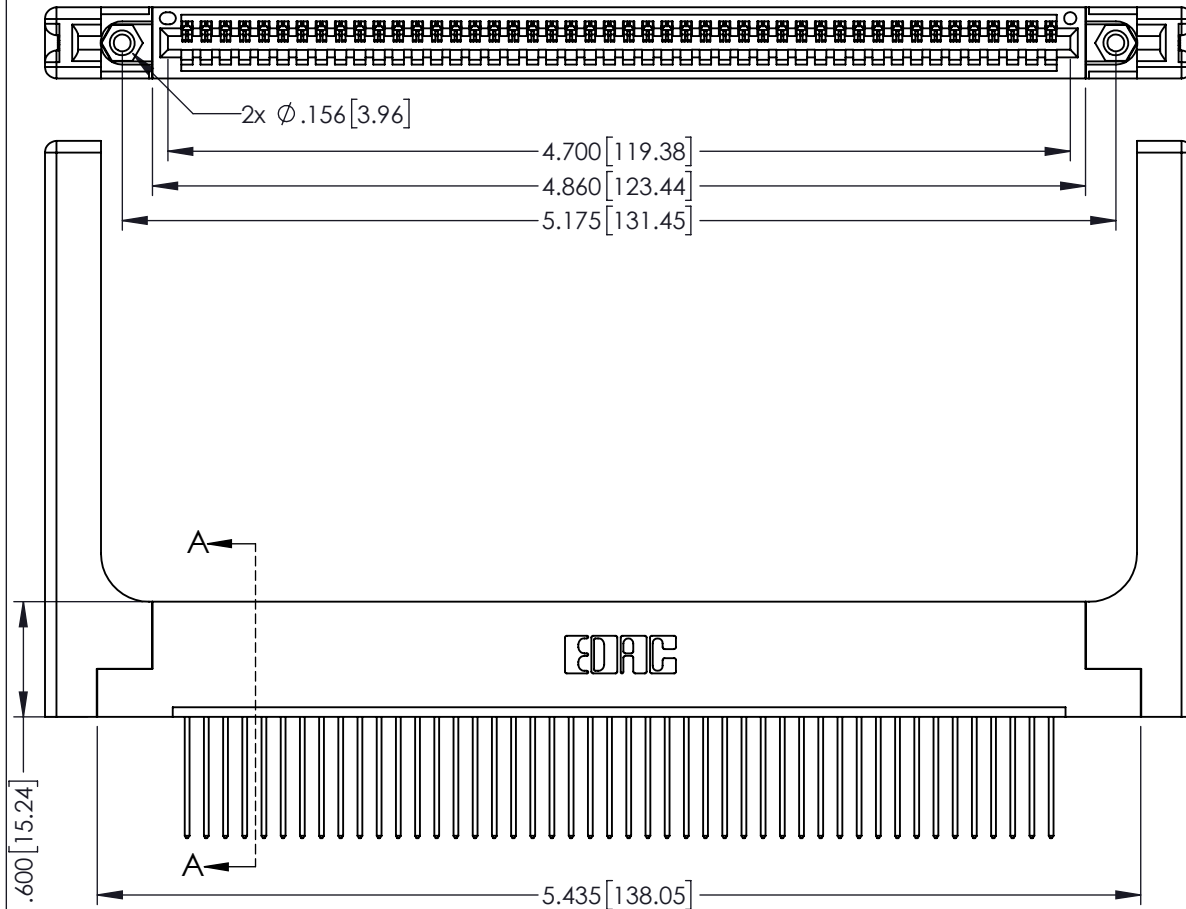 2x ∅.156[3.96]
4.700[119.38]
4.860[123.44]
5.175[131.45]
A
EDAC
.600[15.24]
A
5.435[138.05]